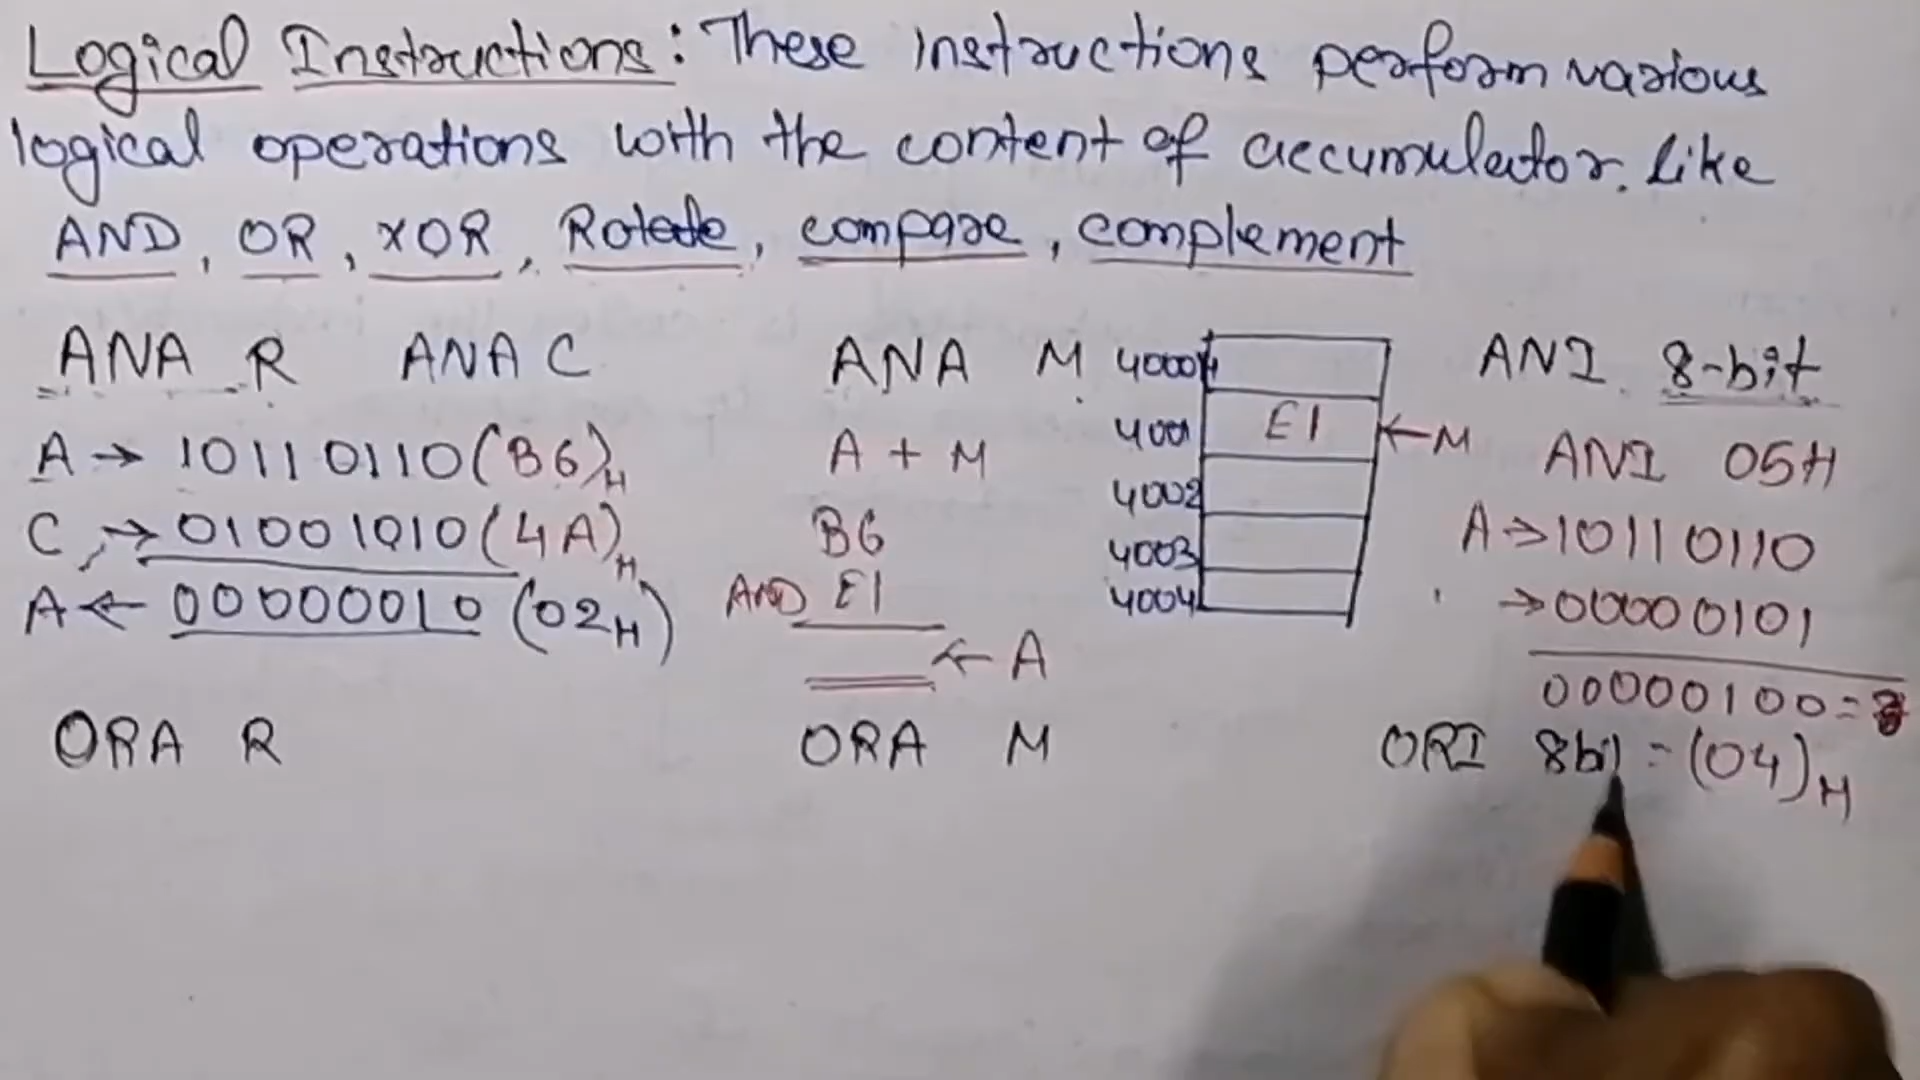 Logical Instructions: These instructions perform various
logical operations with the content of accumulator. Like
AND, OR, XOR, Rotate, compare, complement
ANA R ANA C
A → 10110110 (B6)H
C → 01001010 (4A)H
A ← 00000010 (02H)
ORA R
ANA M
A + M
B6
AND E1
← A
ORA M
4000H
4001 E1 ← M
4002
4003
4004
ANI 8-bit
ANI 05H
A → 10110110
→ 00000101
00000100 =
= (04)H
ORI 8bit